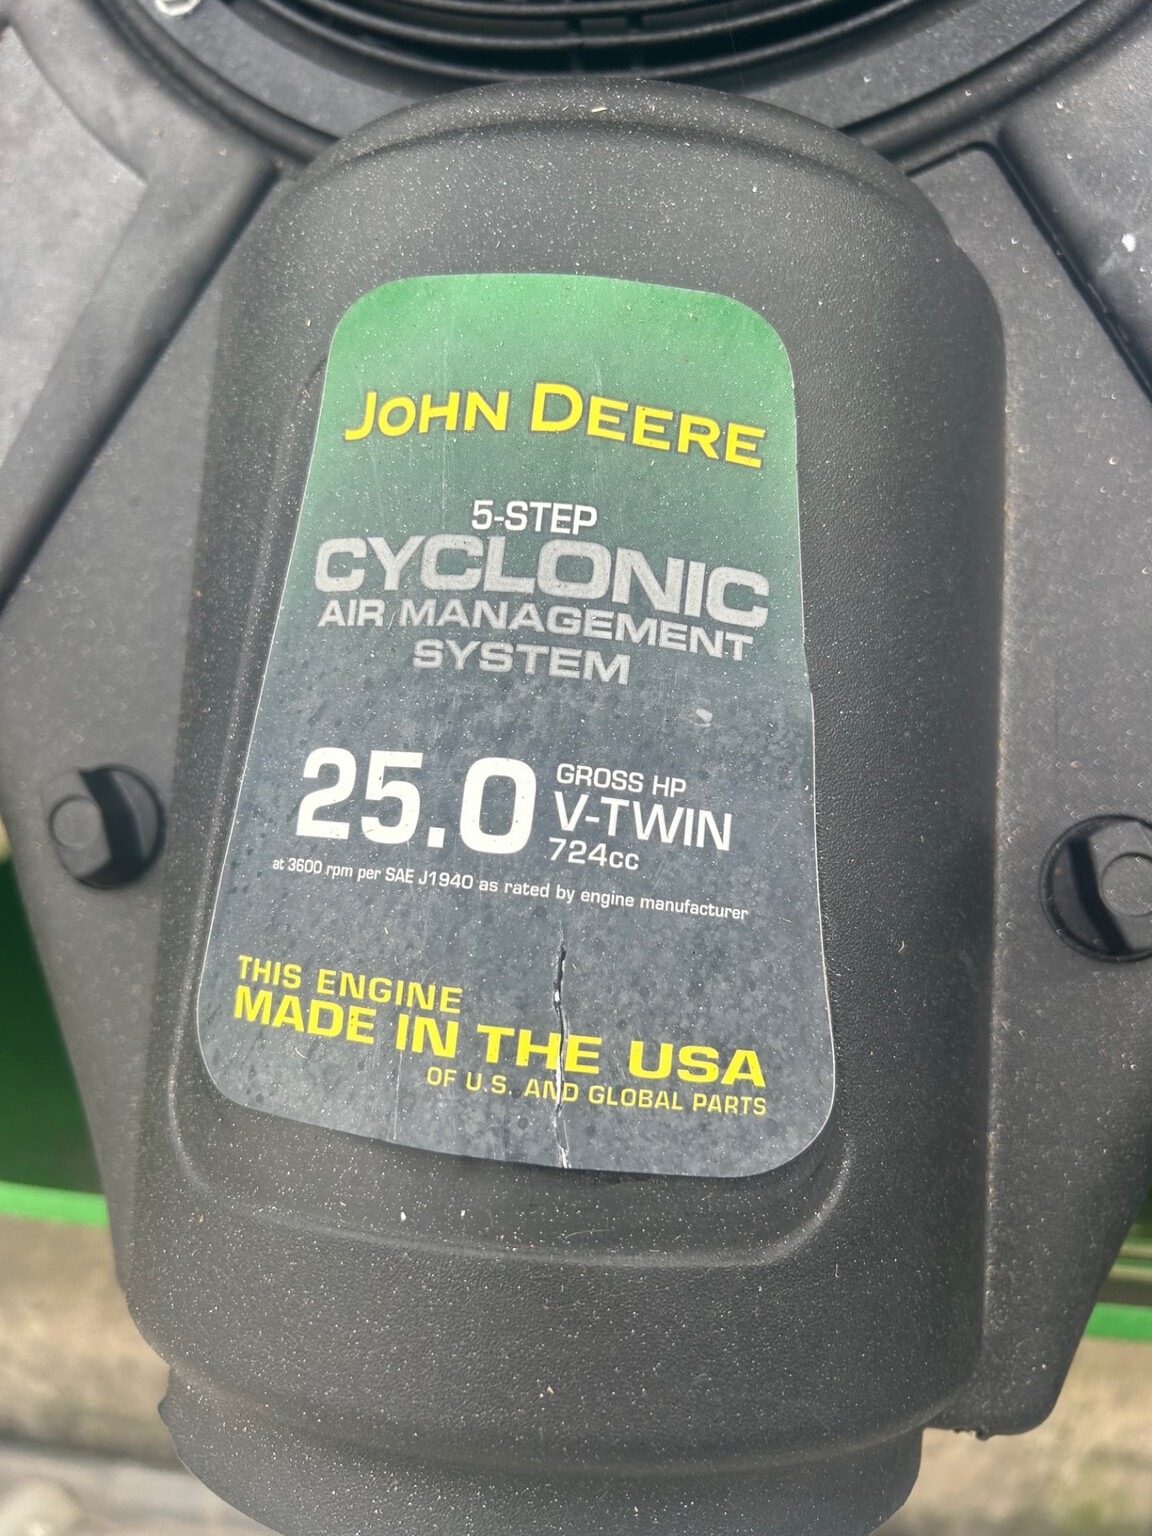 JOHN DEERE
5-STEP
CYCLONIC
AIR MANAGEMENT
SYSTEM
25.0 GROSS HP
V-TWIN
724cc
at 3600 rpm per SAE J1940 as rated by engine manufacturer
THIS ENGINE
MADE IN THE USA
OF U.S. AND GLOBAL PARTS